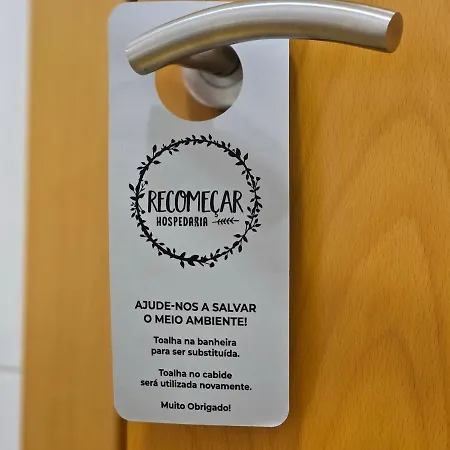 RECOMEÇAR
HOSPEDARIA
AJUDE-NOS A SALVAR
O MEIO AMBIENTE!
Toalha na banheira
para ser substituída.
Toalha no cabide
será utilizada novamente.
Muito Obrigado!